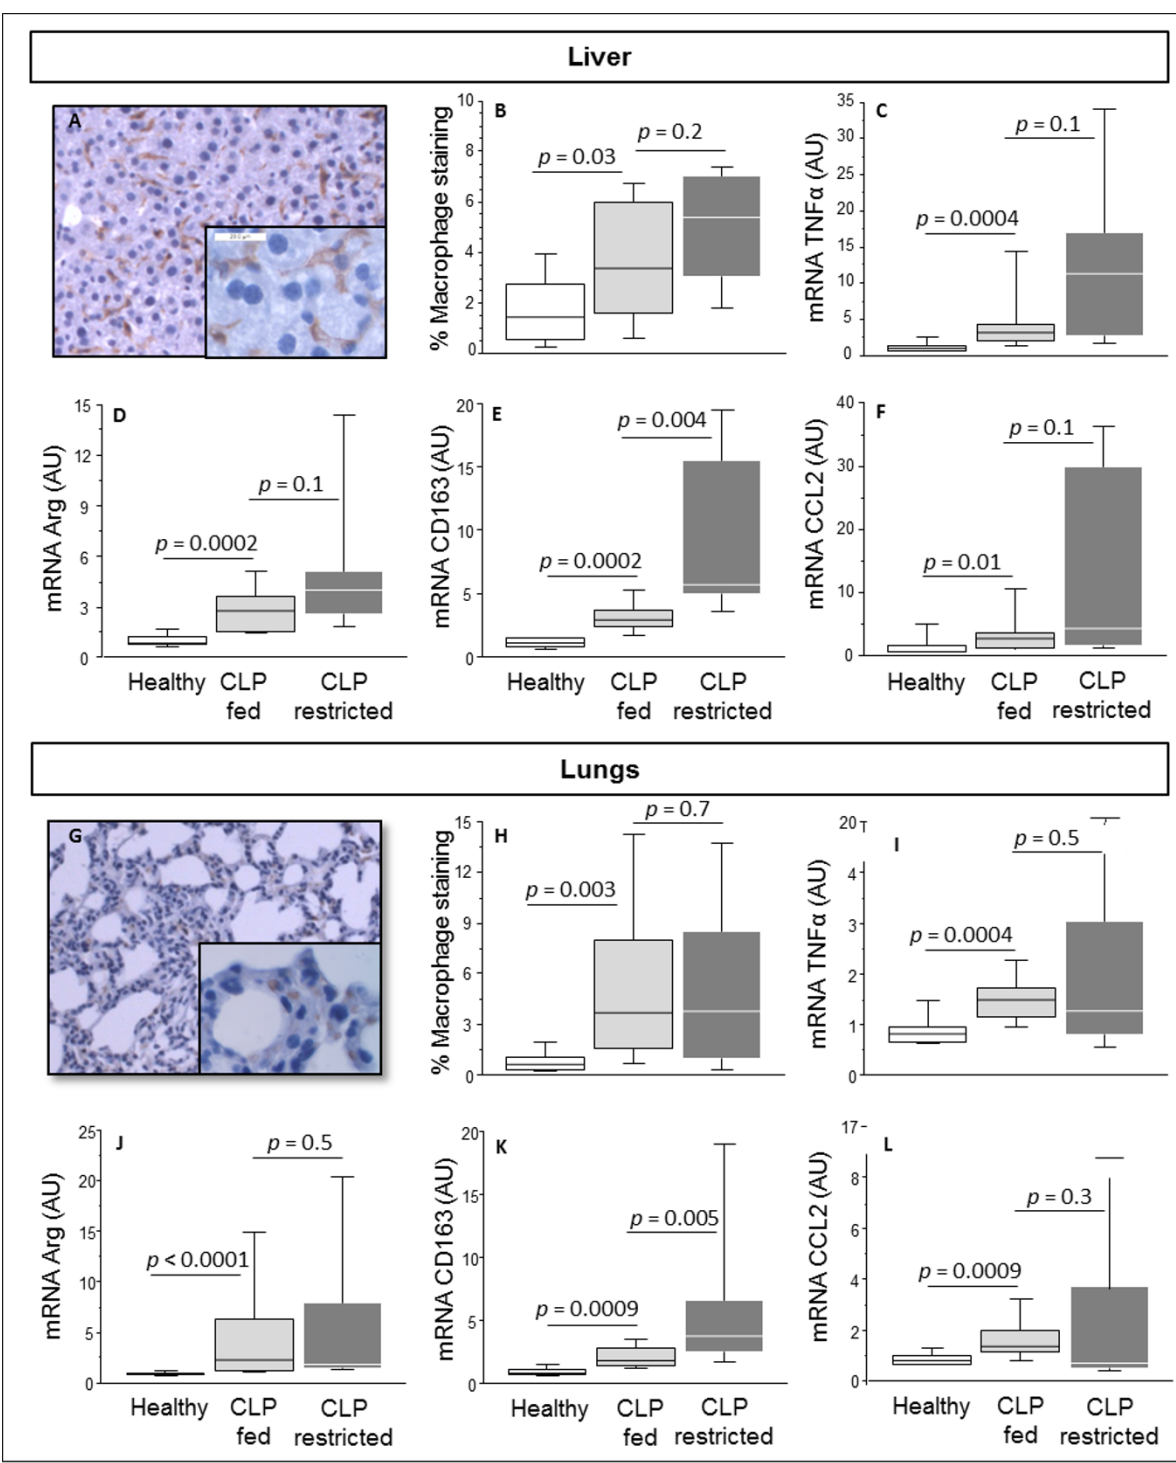 Liver
A
B
% Macrophage staining
10
8
6
4
2
0
p = 0.03
p = 0.2
C
mRNA TNFα (AU)
35
30
25
20
15
10
5
0
p = 0.0004
p = 0.1
D
mRNA Arg (AU)
15
12
9
6
3
0
p = 0.0002
p = 0.1
Healthy
CLP
fed
CLP
restricted
E
mRNA CD163 (AU)
20
15
10
5
0
p = 0.0002
p = 0.004
Healthy
CLP
fed
CLP
restricted
F
mRNA CCL2 (AU)
40
30
20
10
0
p = 0.01
p = 0.1
Healthy
CLP
fed
CLP
restricted
Lungs
G
H
% Macrophage staining
15
12
9
6
3
0
p = 0.003
p = 0.7
I
mRNA TNFα (AU)
20
4
3
2
1
0
p = 0.0004
p = 0.5
J
mRNA Arg (AU)
25
20
15
10
5
0
p < 0.0001
p = 0.5
Healthy
CLP
fed
CLP
restricted
K
mRNA CD163 (AU)
20
15
10
5
0
p = 0.0009
p = 0.005
Healthy
CLP
fed
CLP
restricted
L
mRNA CCL2 (AU)
17
8
6
4
2
0
p = 0.0009
p = 0.3
Healthy
CLP
fed
CLP
restricted